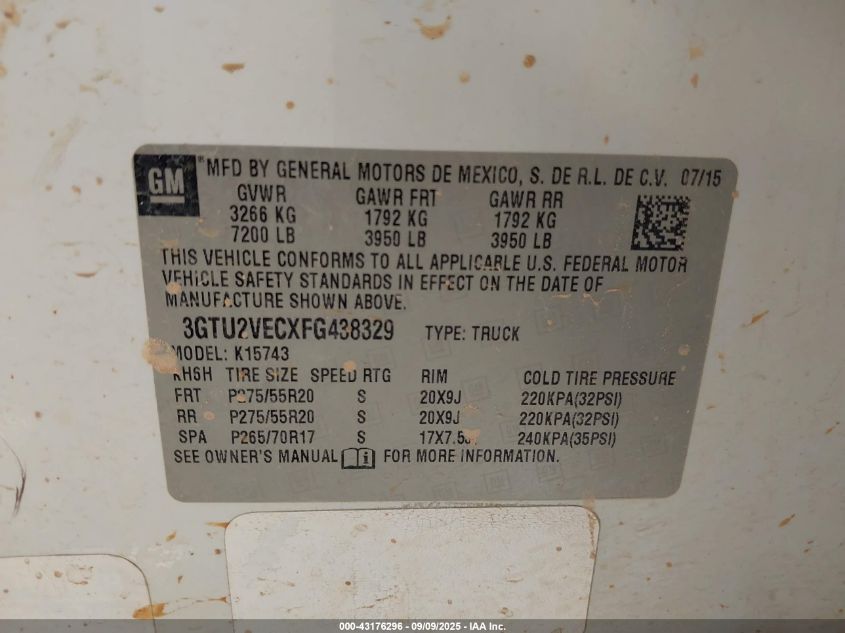 GM
® MFD BY GENERAL MOTORS DE MEXICO, S. DE R.L. DE C.V. 07/15
GVWR GAWR FRT GAWR RR
3266 KG 1792 KG 1792 KG
7200 LB 3950 LB 3950 LB
THIS VEHICLE CONFORMS TO ALL APPLICABLE U.S. FEDERAL MOTOR
VEHICLE SAFETY STANDARDS IN EFFECT ON THE DATE OF
MANUFACTURE SHOWN ABOVE.
3GTU2VECXFG438329 TYPE: TRUCK
MODEL: K15743
KH6H TIRE SIZE SPEED RTG RIM COLD TIRE PRESSURE
FRT P275/55R20 S 20X9J 220KPA(32PSI)
RR P275/55R20 S 20X9J 220KPA(32PSI)
SPA P265/70R17 S 17X7.5J 240KPA(35PSI)
SEE OWNER'S MANUAL FOR MORE INFORMATION.
000-43176296 - 09/09/2025 - IAA Inc.